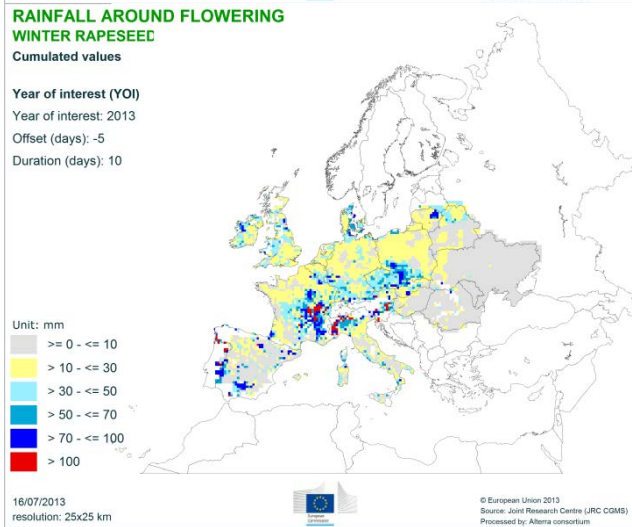 RAINFALL AROUND FLOWERING
WINTER RAPESEED
Cumulated values
Year of interest (YOI)
Year of interest: 2013
Offset (days): -5
Duration (days): 10
Unit: mm
>= 0 - <= 10
> 10 - <= 30
> 30 - <= 50
> 50 - <= 70
> 70 - <= 100
> 100
16/07/2013
resolution: 25x25 km
European
Commission
© European Union 2013
Source: Joint Research Centre (JRC CGMS)
Processed by: Alterra consortium